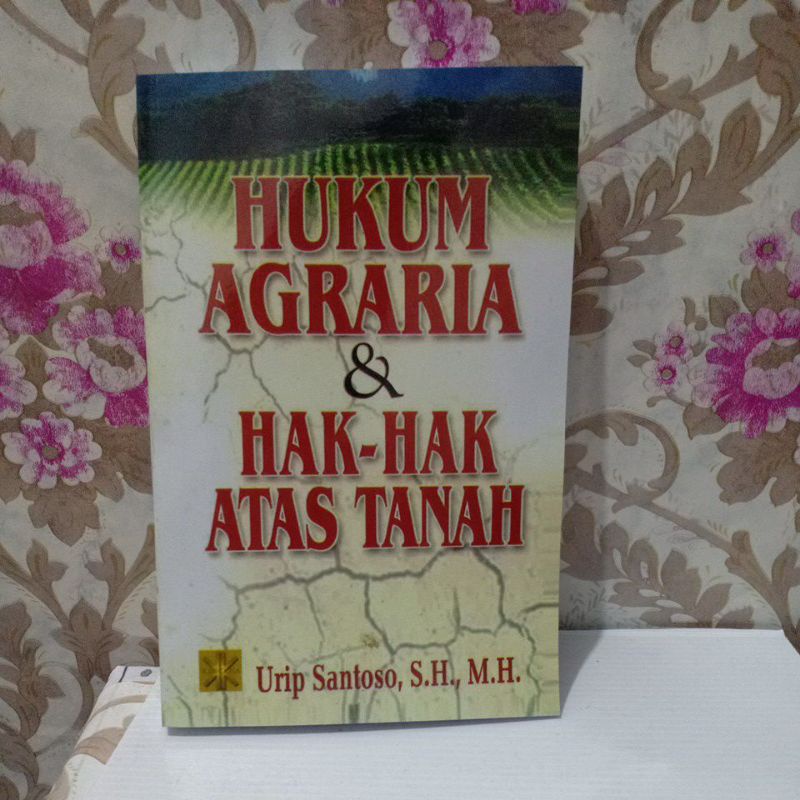 HUKUM
AGRARIA
&
HAK-HAK
ATAS TANAH
Urip Santoso, S.H., M.H.